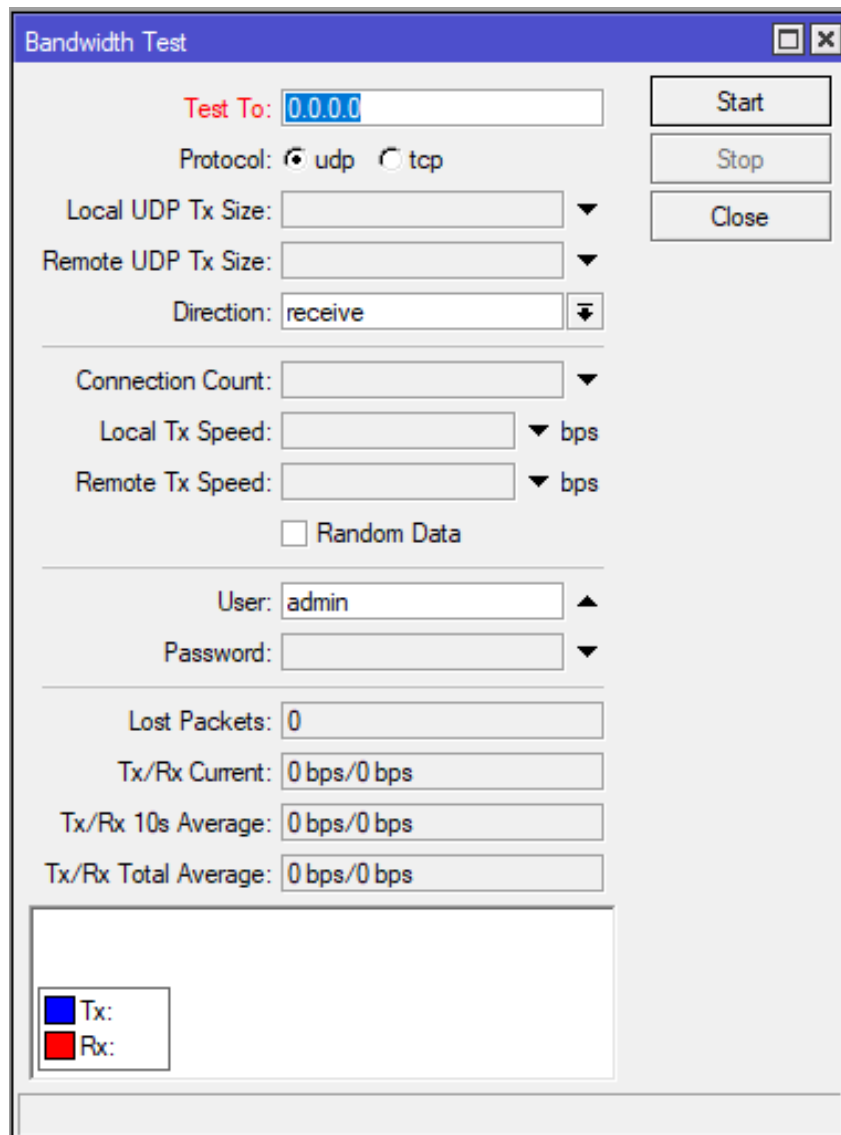 Bandwidth Test
Test To: 0.0.0.0 Start
Protocol: udp tcp Stop
Local UDP Tx Size: Close
Remote UDP Tx Size:
Direction: receive
Connection Count:
Local Tx Speed: bps
Remote Tx Speed: bps
Random Data
User: admin
Password:
Lost Packets: 0
Tx/Rx Current: 0 bps/0 bps
Tx/Rx 10s Average: 0 bps/0 bps
Tx/Rx Total Average: 0 bps/0 bps
Tx:
Rx: